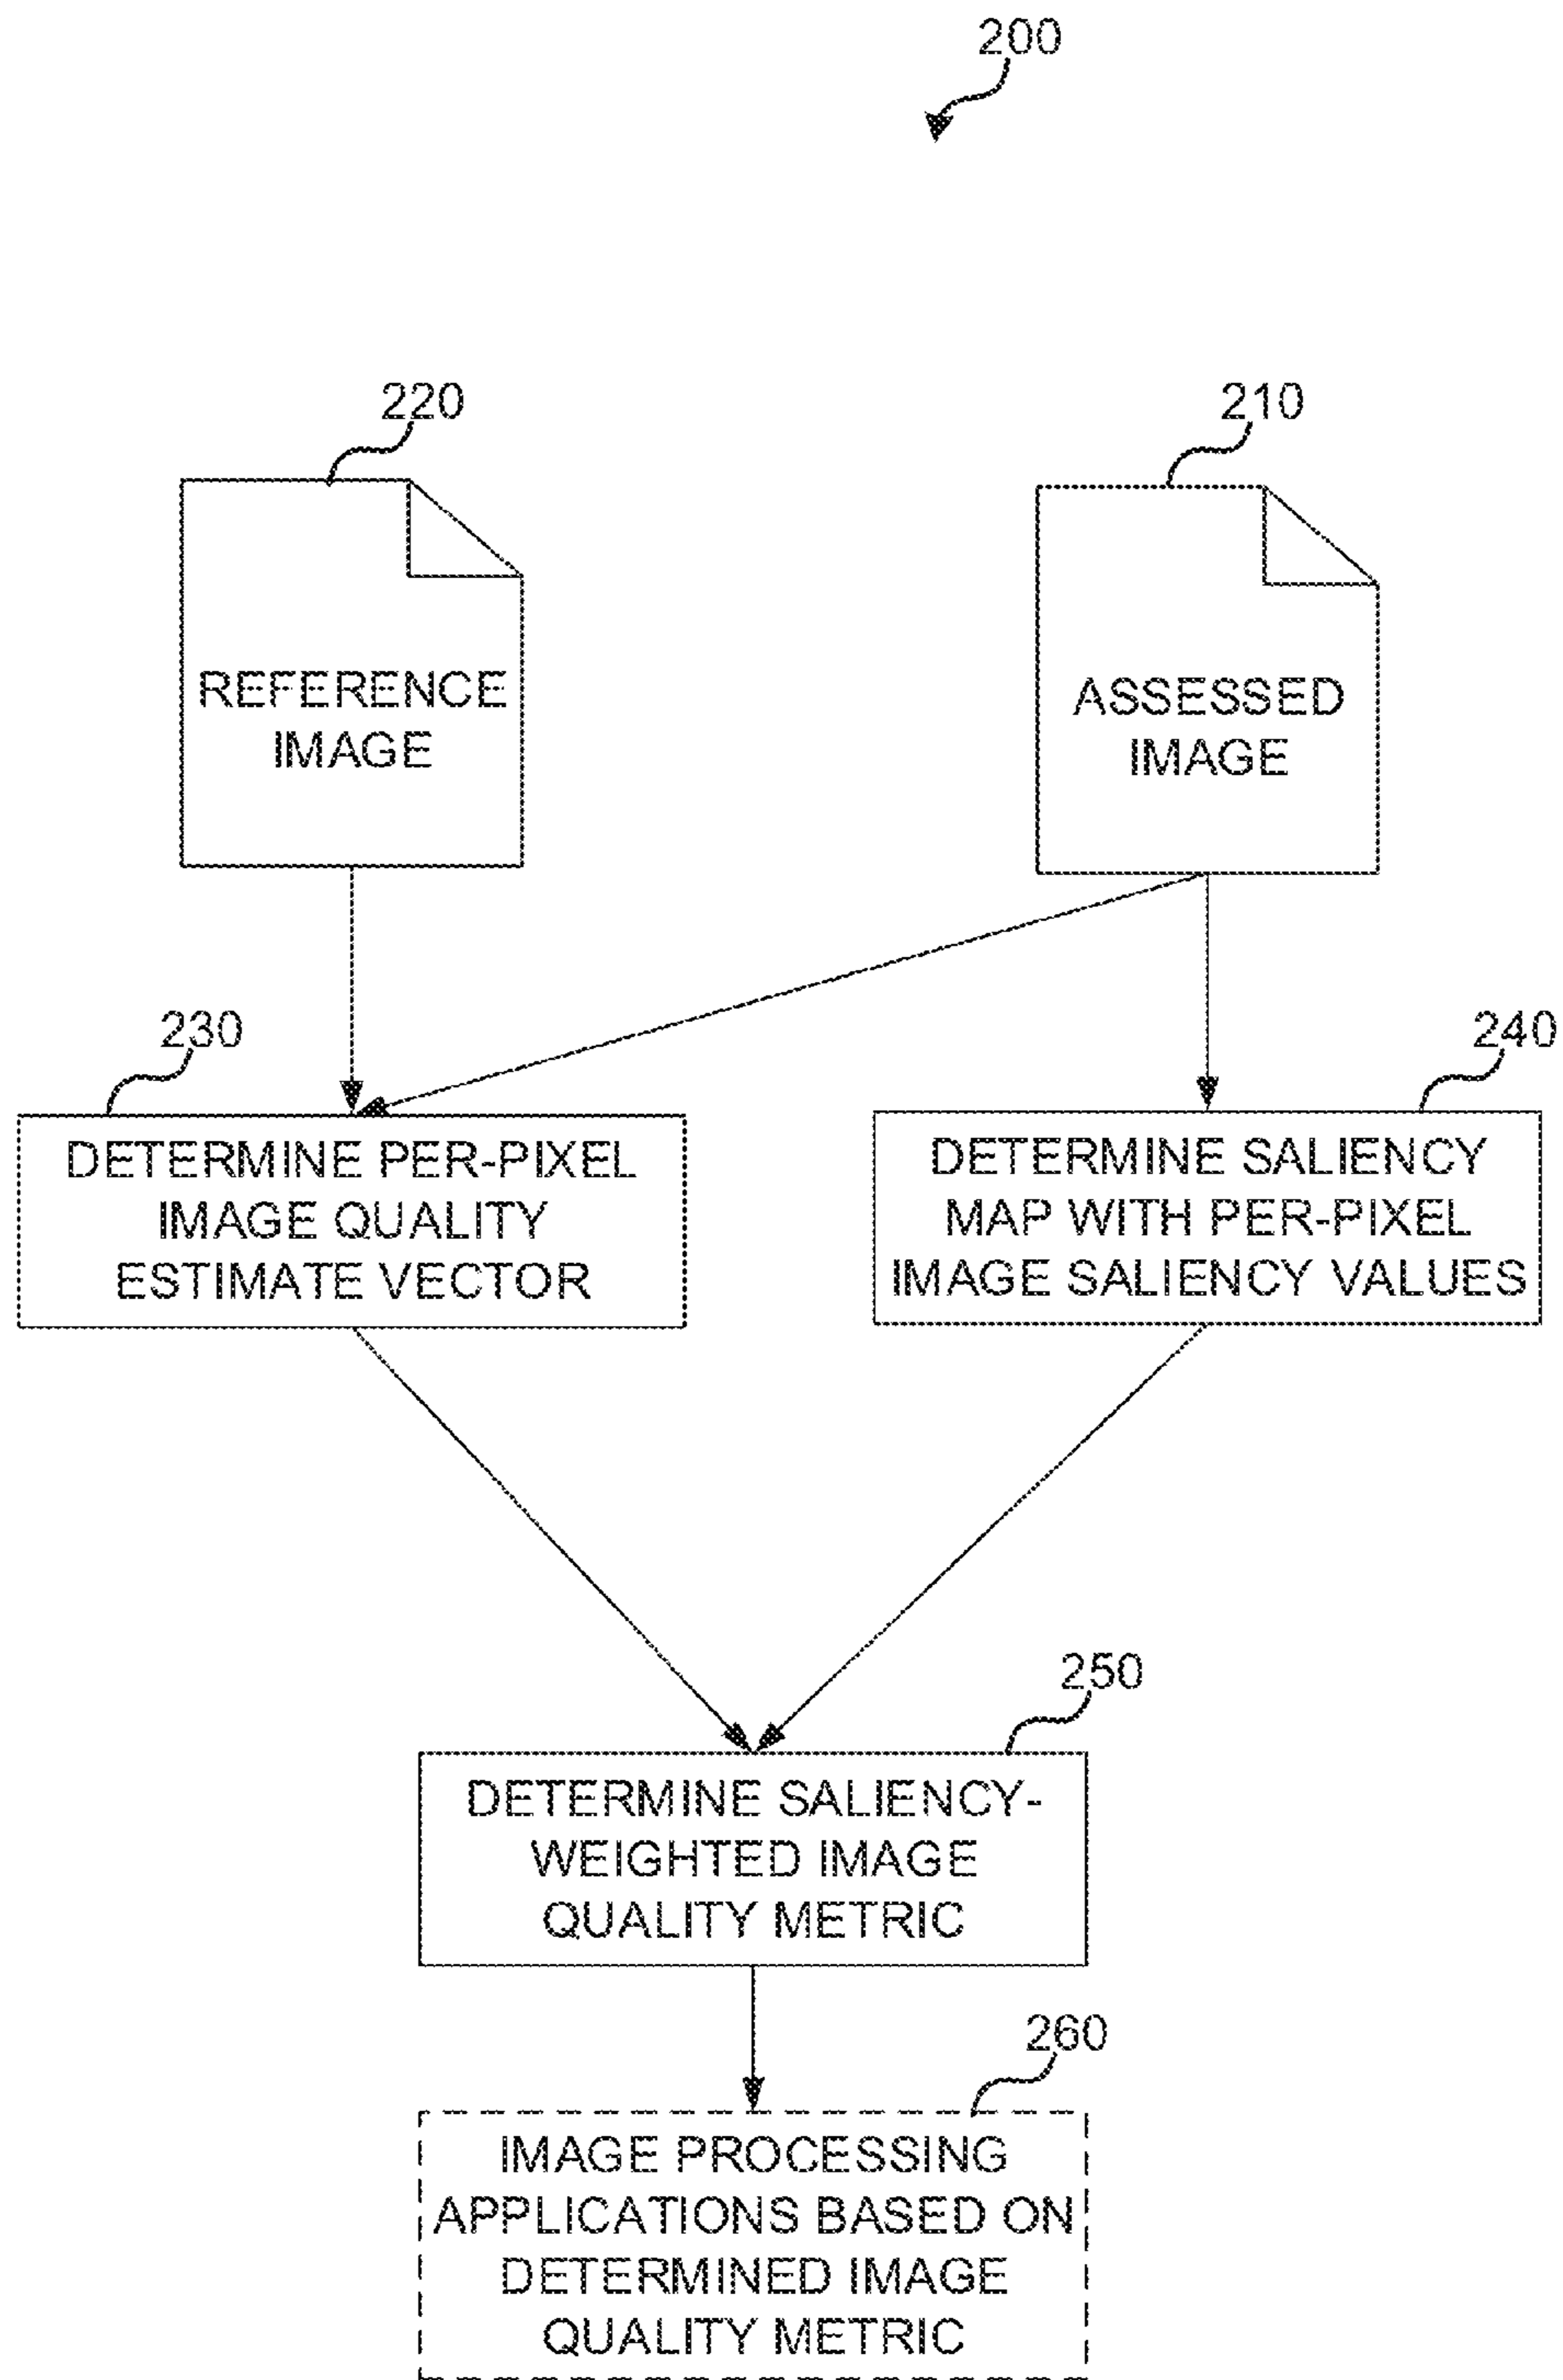 200
220
210
REFERENCE
IMAGE
ASSESSED
IMAGE
230
240
DETERMINE PER-PIXEL
IMAGE QUALITY
ESTIMATE VECTOR
DETERMINE SALIENCY
MAP WITH PER-PIXEL
IMAGE SALIENCY VALUES
250
DETERMINE SALIENCY-
WEIGHTED IMAGE
QUALITY METRIC
260
IMAGE PROCESSING
APPLICATIONS BASED ON
DETERMINED IMAGE
QUALITY METRIC